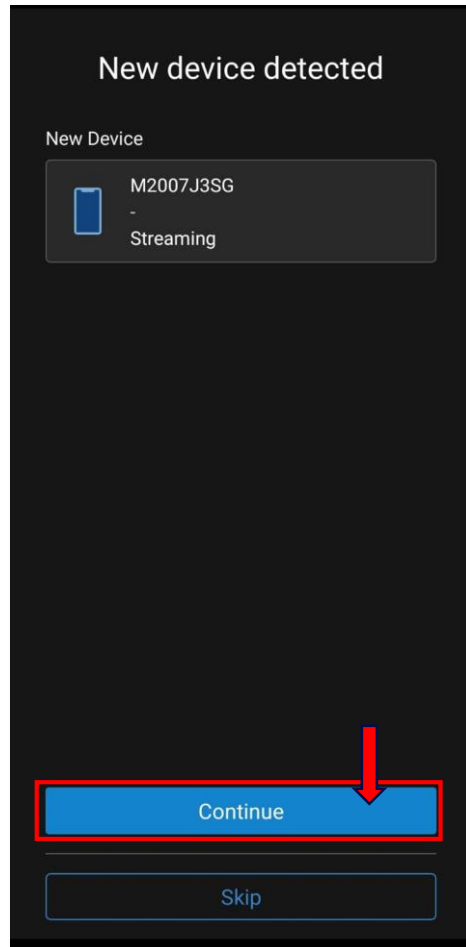 New device detected
New Device
M2007J3SG
-
Streaming
Continue
Skip